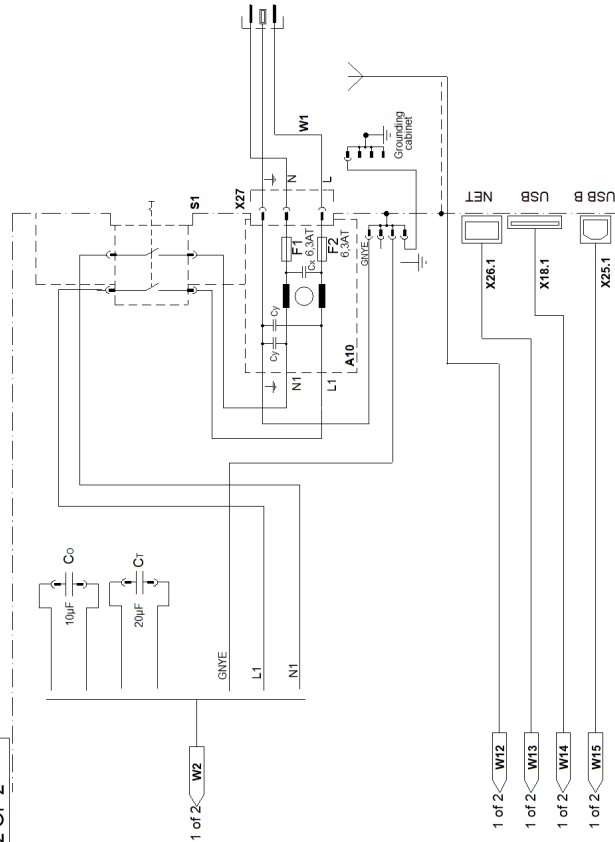 W1
Grounding
cabinet
S1
X27
N
L
NET
USB
USB B
F1
6,3AT
F2
6,3AT
GNYE
X26.1
X18.1
X25.1
Cx
Cy
Cy
A10
N1
L1
Co
10µF
CT
20µF
GNYE
L1
N1
W2
1 of 2
W12
1 of 2
W13
1 of 2
W14
1 of 2
W15
1 of 2